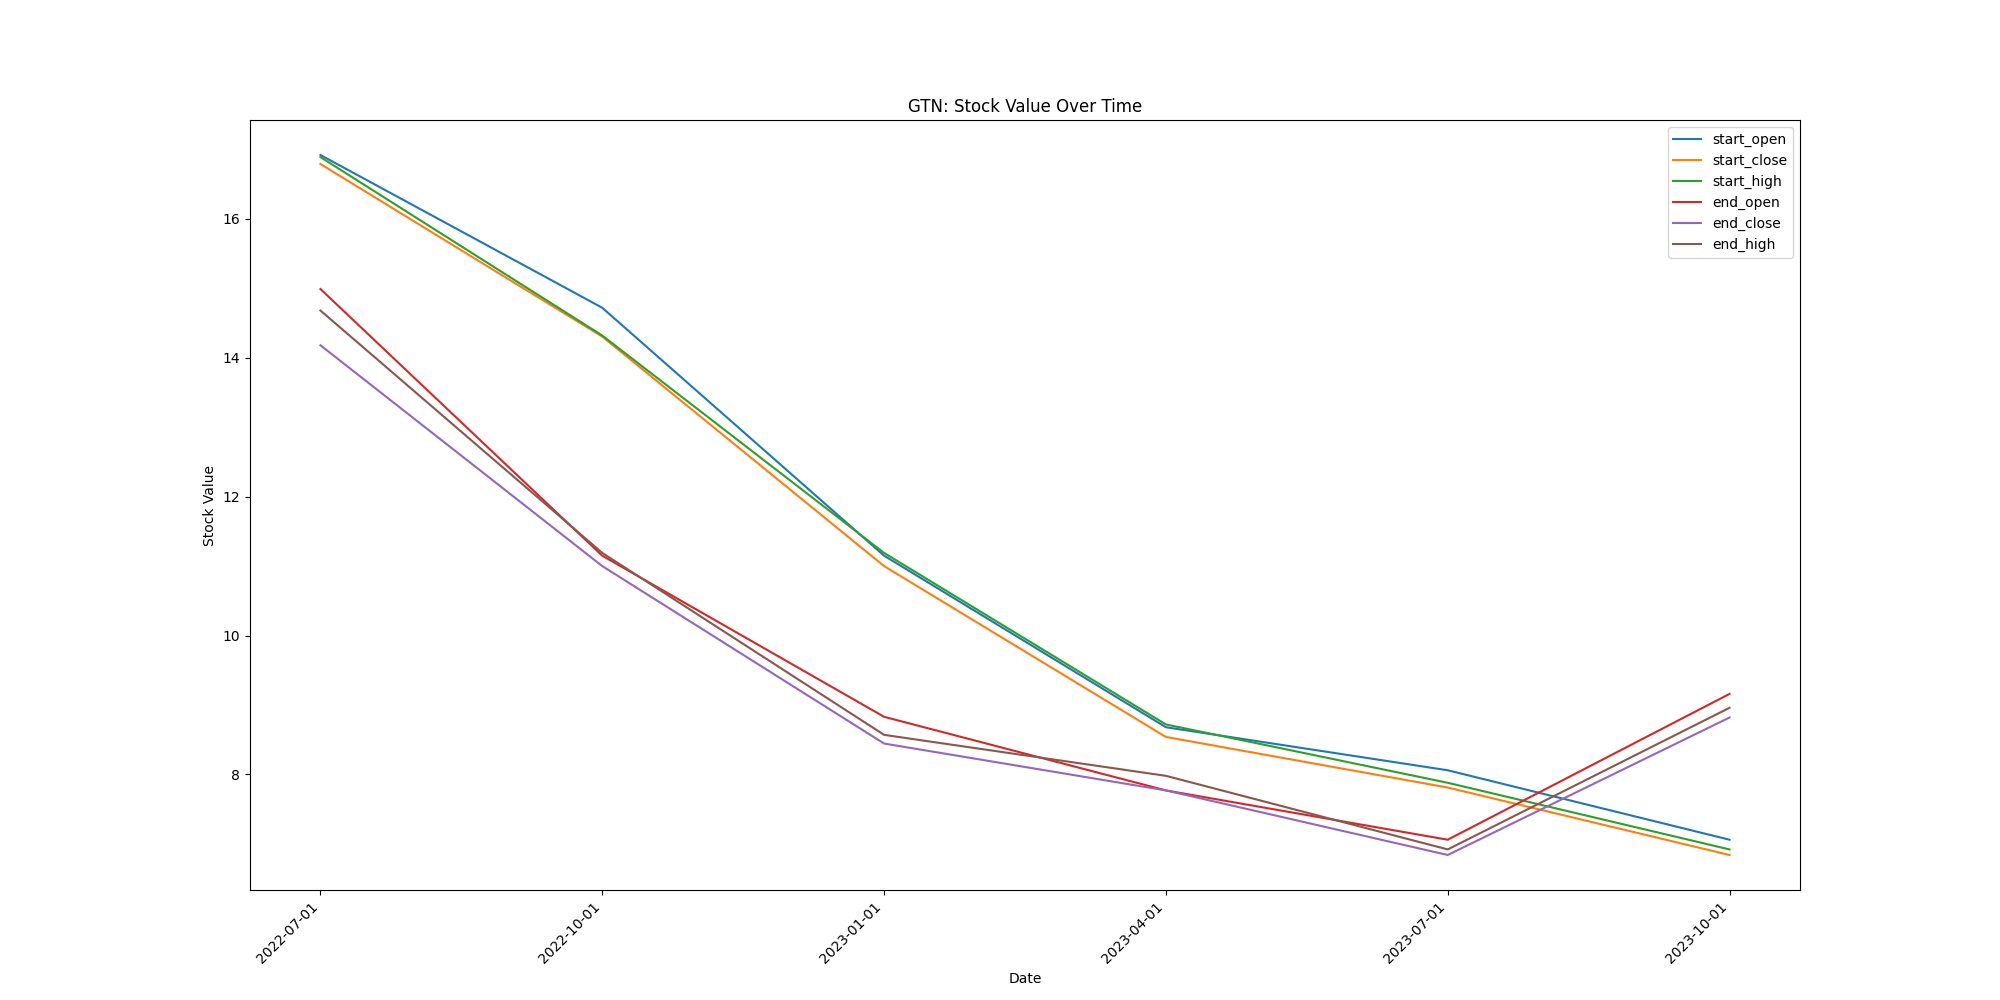 GTN: Stock Value Over Time
start_open
start_close
start_high
end_open
end_close
end_high
Stock Value
16
14
12
10
8
2022-07-01
2022-10-01
2023-01-01
2023-04-01
2023-07-01
2023-10-01
Date